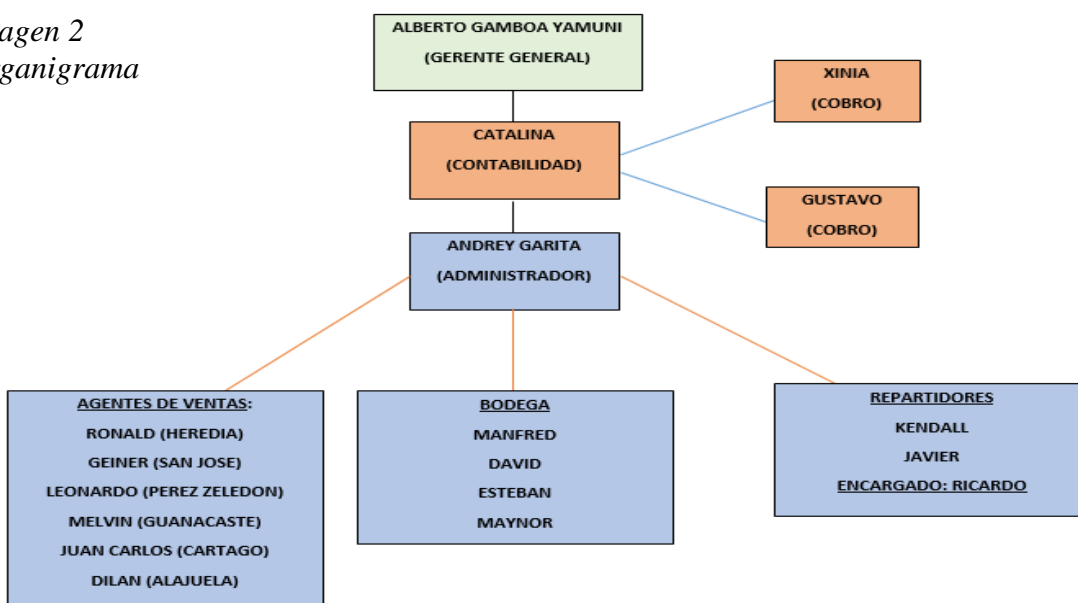 agen 2
ganigrama
ALBERTO GAMBOA YAMUNI
(GERENTE GENERAL)
XINIA
(COBRO)
CATALINA
(CONTABILIDAD)
GUSTAVO
(COBRO)
ANDREY GARITA
(ADMINISTRADOR)
AGENTES DE VENTAS:
RONALD (HEREDIA)
GEINER (SAN JOSE)
LEONARDO (PEREZ ZELEDON)
MELVIN (GUANACASTE)
JUAN CARLOS (CARTAGO)
DILAN (ALAJUELA)
BODEGA
MANFRED
DAVID
ESTEBAN
MAYNOR
REPARTIDORES
KENDALL
JAVIER
ENCARGADO: RICARDO